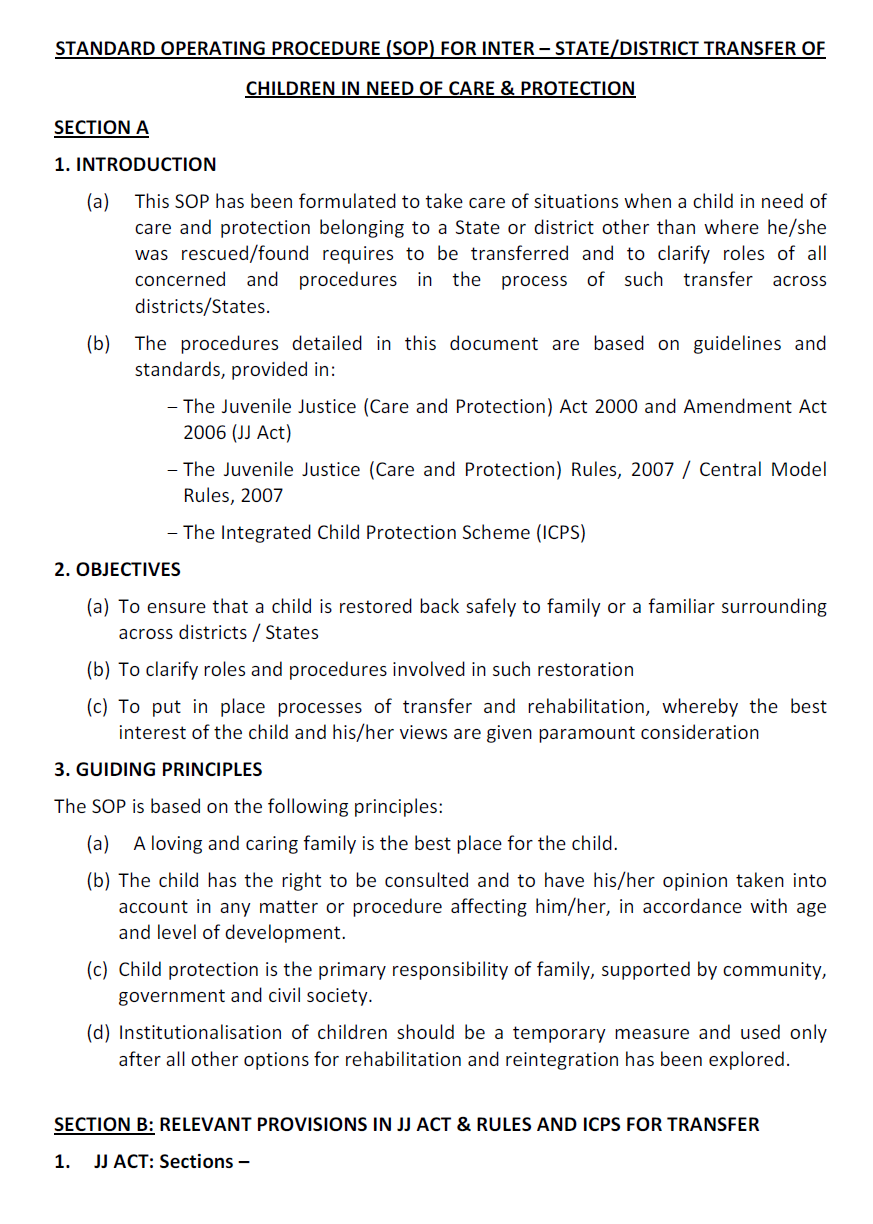 STANDARD OPERATING PROCEDURE (SOP) FOR INTER – STATE/DISTRICT TRANSFER OF
CHILDREN IN NEED OF CARE & PROTECTION
SECTION A
1. INTRODUCTION
(a) This SOP has been formulated to take care of situations when a child in need of
care and protection belonging to a State or district other than where he/she
was rescued/found requires to be transferred and to clarify roles of all
concerned and procedures in the process of such transfer across
districts/States.
(b) The procedures detailed in this document are based on guidelines and
standards, provided in:
– The Juvenile Justice (Care and Protection) Act 2000 and Amendment Act
2006 (JJ Act)
– The Juvenile Justice (Care and Protection) Rules, 2007 / Central Model
Rules, 2007
– The Integrated Child Protection Scheme (ICPS)
2. OBJECTIVES
(a) To ensure that a child is restored back safely to family or a familiar surrounding
across districts / States
(b) To clarify roles and procedures involved in such restoration
(c) To put in place processes of transfer and rehabilitation, whereby the best
interest of the child and his/her views are given paramount consideration
3. GUIDING PRINCIPLES
The SOP is based on the following principles:
(a) A loving and caring family is the best place for the child.
(b) The child has the right to be consulted and to have his/her opinion taken into
account in any matter or procedure affecting him/her, in accordance with age
and level of development.
(c) Child protection is the primary responsibility of family, supported by community,
government and civil society.
(d) Institutionalisation of children should be a temporary measure and used only
after all other options for rehabilitation and reintegration has been explored.
SECTION B: RELEVANT PROVISIONS IN JJ ACT & RULES AND ICPS FOR TRANSFER
1. JJ ACT: Sections –